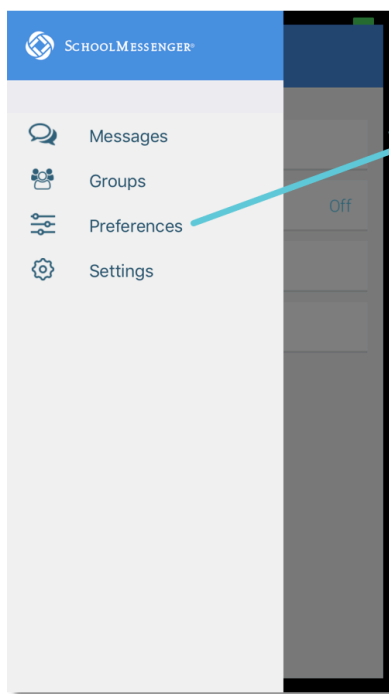 SCHOOLMESSENGER®
Messages
Groups
Preferences
Off
Settings